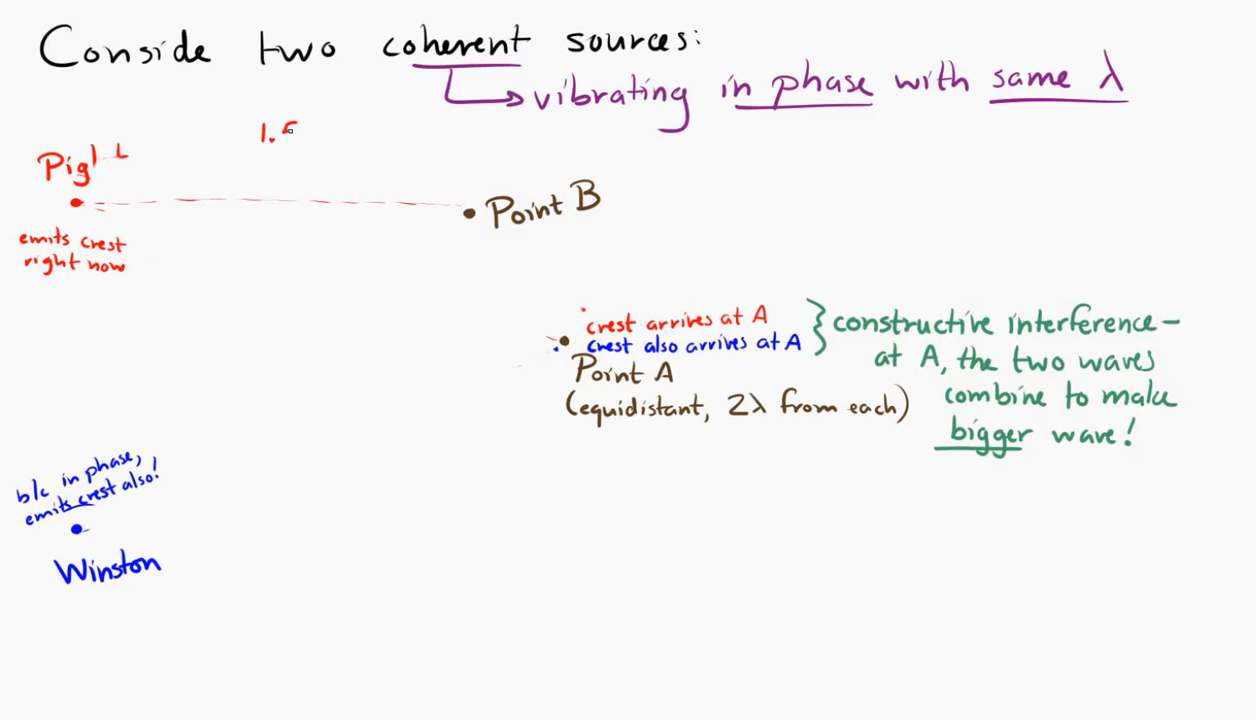 Conside two coherent sources:
vibrating in phase with same λ
1.
Point B
emits crest
right now
crest arrives at A
crest also arrives at A
Point A
(equidistant, 2λ from each)
constructive interference–
at A, the two waves
combine to make
bigger wave!
b/c in phase,
emits crest also!
Winston